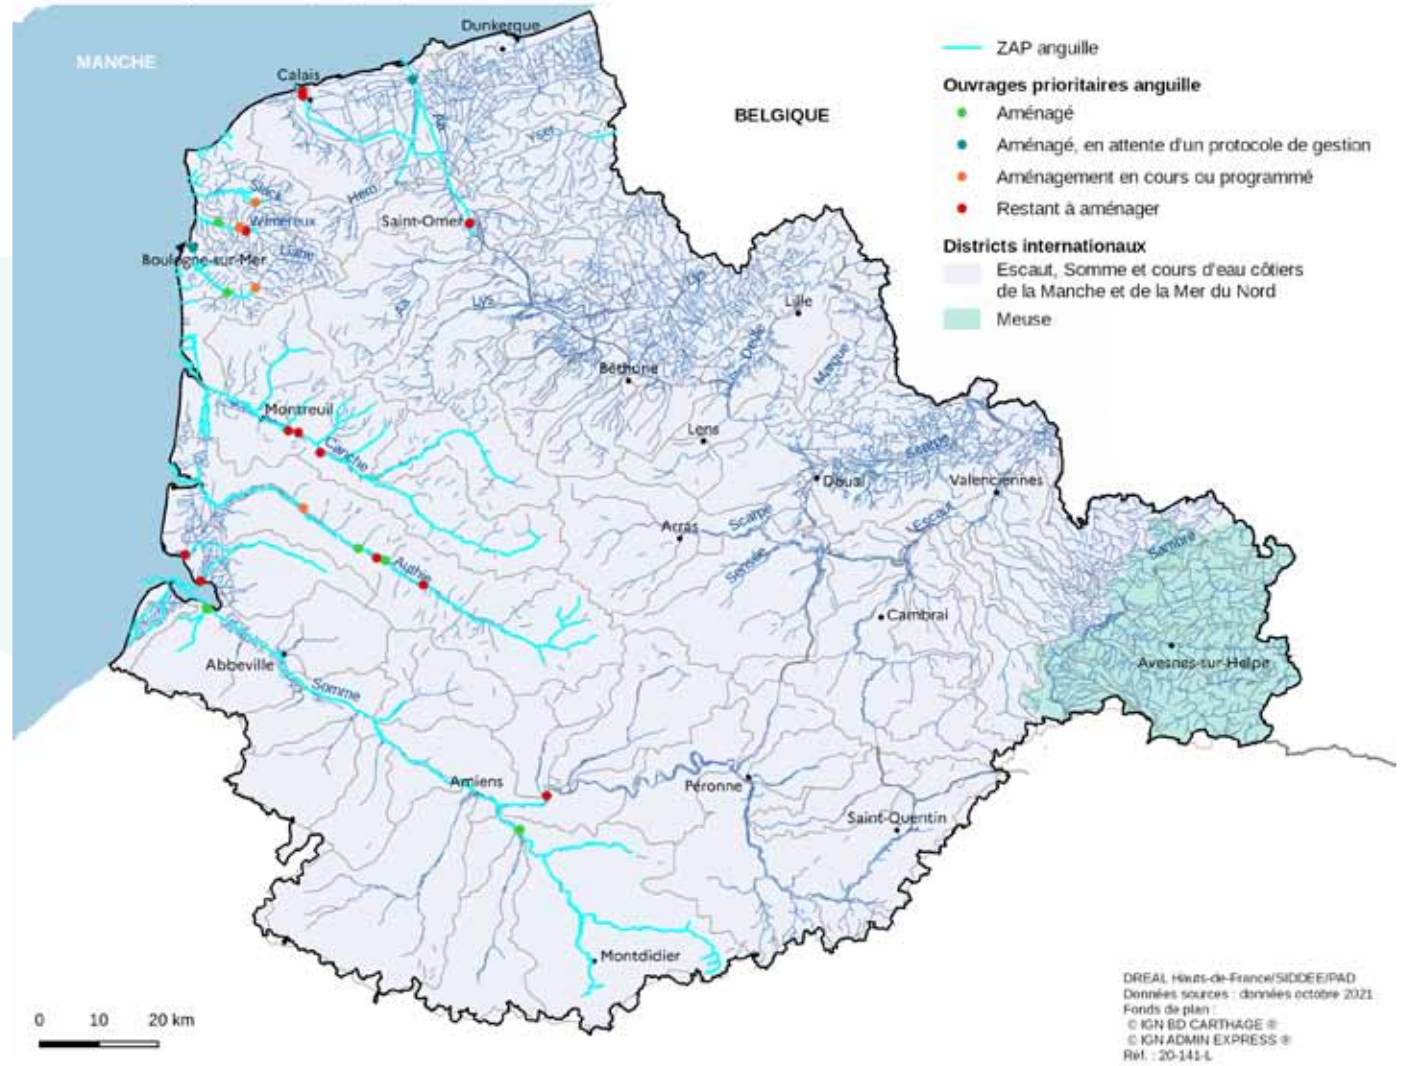 Dunkerque
MANCHE
Calais
BELGIQUE
Aa
Yser
Slack
Hem
Wimereux
Saint-Omer
Liane
Boulogne-sur-Mer
Aa
Lys
Lys
Lille
Deûle
Marque
Béthune
Montreuil
Canche
Lens
Scarpe
Douai
Valenciennes
Escaut
Arras
Scarpe
Sensée
Sambre
Authie
Cambrai
Avesnes-sur-Helpe
Abbeville
Somme
Amiens
Péronne
Saint-Quentin
Montdidier
ZAP anguille
Ouvrages prioritaires anguille
Aménagé
Aménagé, en attente d'un protocole de gestion
Aménagement en cours ou programmé
Restant à aménager
Districts internationaux
Escaut, Somme et cours d'eau côtiers
de la Manche et de la Mer du Nord
Meuse
0 10 20 km
DREAL Hauts-de-France/SIDDEE/PAD
Données sources : données octobre 2021
Fonds de plan :
© IGN BD CARTHAGE ®
© IGN ADMIN EXPRESS ®
Réf. : 20-141-L